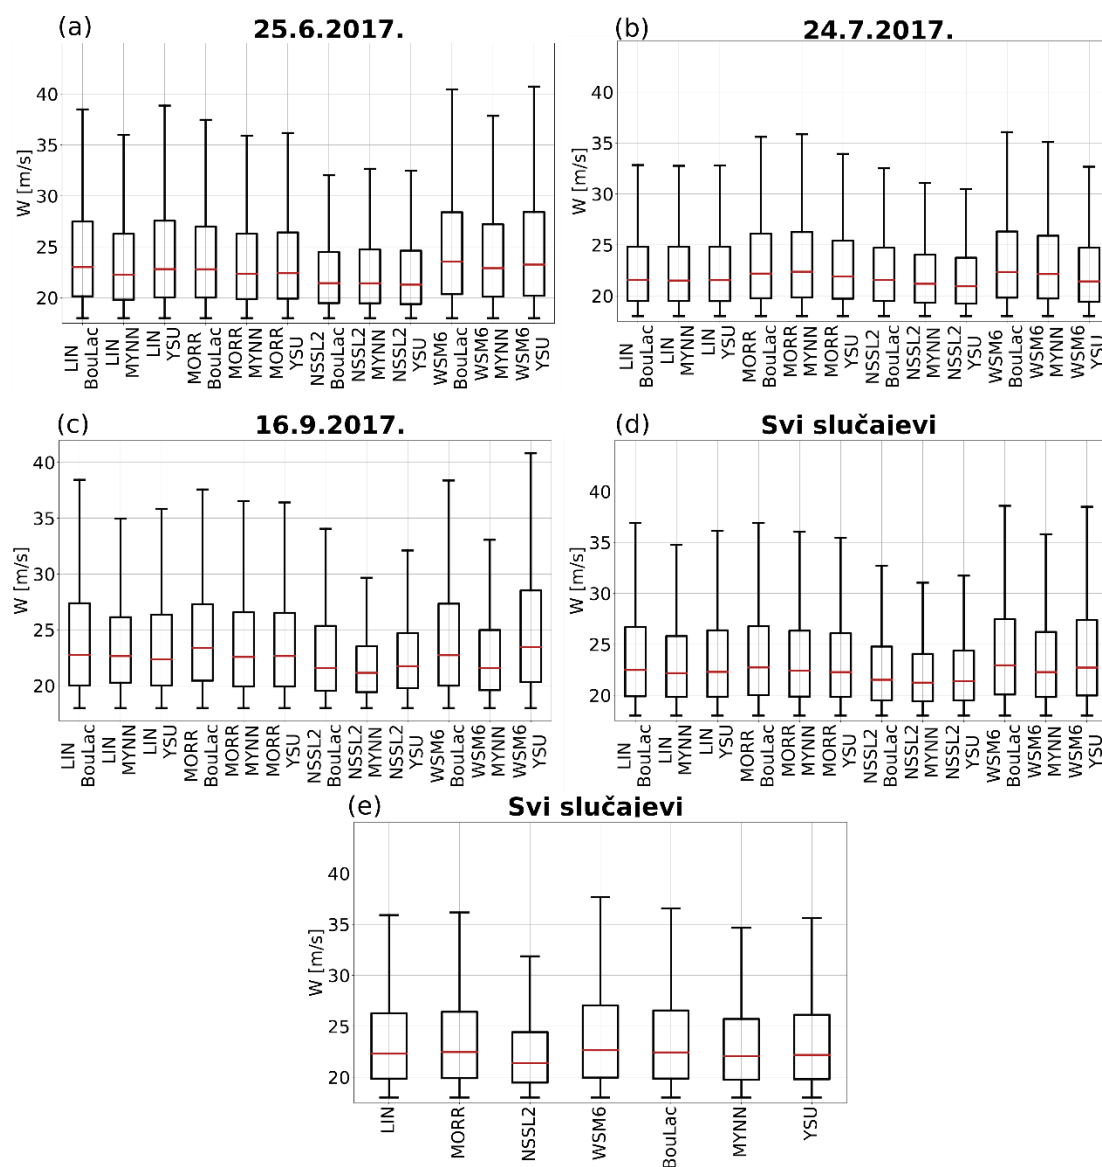 (a) 25.6.2017.
W [m/s]
40
35
30
25
20
LIN BouLac
LIN MYNN
LIN YSU
MORR BouLac
MORR MYNN
MORR YSU
NSSL2 BouLac
NSSL2 MYNN
NSSL2 YSU
WSM6 BouLac
WSM6 MYNN
WSM6 YSU
(b) 24.7.2017.
W [m/s]
40
35
30
25
20
LIN BouLac
LIN MYNN
LIN YSU
MORR BouLac
MORR MYNN
MORR YSU
NSSL2 BouLac
NSSL2 MYNN
NSSL2 YSU
WSM6 BouLac
WSM6 MYNN
WSM6 YSU
(c) 16.9.2017.
W [m/s]
40
35
30
25
20
LIN BouLac
LIN MYNN
LIN YSU
MORR BouLac
MORR MYNN
MORR YSU
NSSL2 BouLac
NSSL2 MYNN
NSSL2 YSU
WSM6 BouLac
WSM6 MYNN
WSM6 YSU
(d) Svi slučajevi
W [m/s]
40
35
30
25
20
LIN BouLac
LIN MYNN
LIN YSU
MORR BouLac
MORR MYNN
MORR YSU
NSSL2 BouLac
NSSL2 MYNN
NSSL2 YSU
WSM6 BouLac
WSM6 MYNN
WSM6 YSU
(e) Svi slučajevi
W [m/s]
40
35
30
25
20
LIN
MORR
NSSL2
WSM6
BouLac
MYNN
YSU